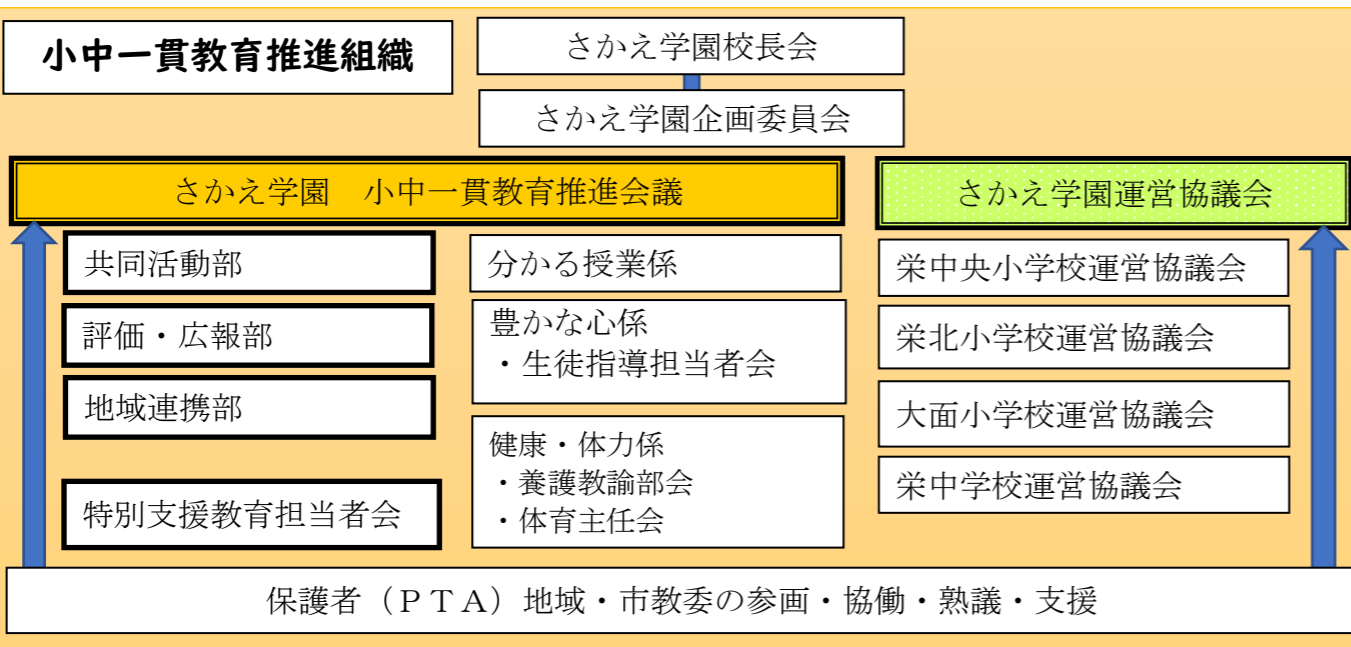 小中一貫教育推進組織
さかえ学園校長会
さかえ学園企画委員会
さかえ学園　小中一貫教育推進会議
共同活動部
評価・広報部
地域連携部
特別支援教育担当者会
分かる授業係
豊かな心係
・生徒指導担当者会
健康・体力係
・養護教諭部会
・体育主任会
さかえ学園運営協議会
栄中央小学校運営協議会
栄北小学校運営協議会
大面小学校運営協議会
栄中学校運営協議会
保護者（ＰＴＡ）地域・市教委の参画・協働・熟議・支援